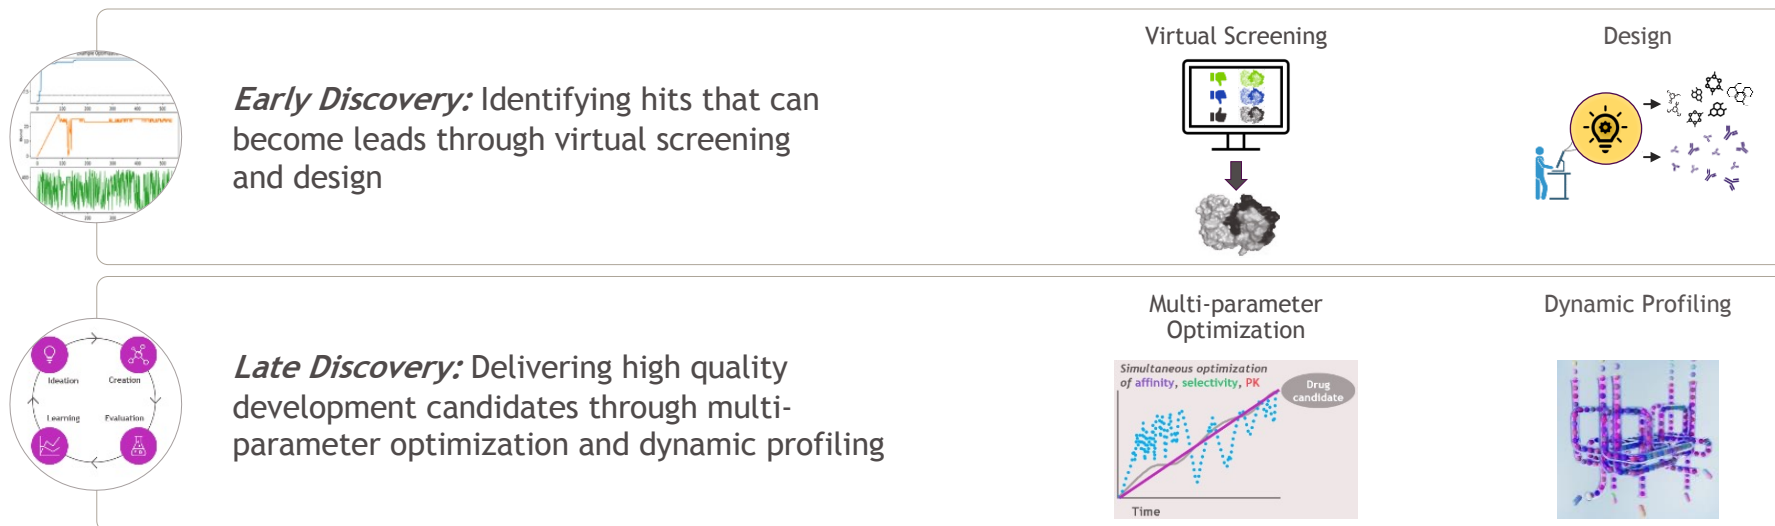 Early Discovery: Identifying hits that can
become leads through virtual screening
and design
Virtual Screening
Design
Late Discovery: Delivering high quality
development candidates through multi-
parameter optimization and dynamic profiling
Ideation
Creation
Learning
Evaluation
Multi-parameter
Optimization
Simultaneous optimization
of affinity, selectivity, PK
Drug
candidate
Time
Dynamic Profiling